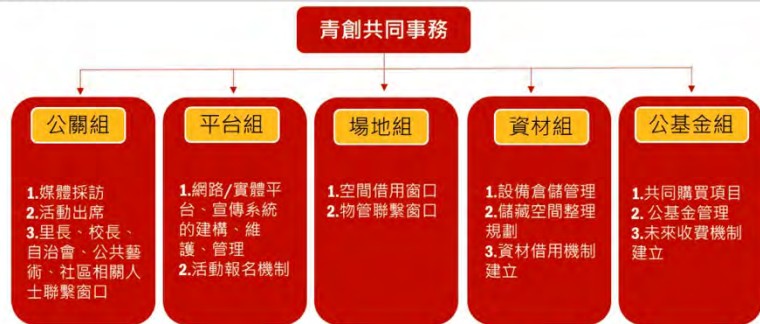 青創共同事務
公關組
1.媒體採訪
2.活動出席
3.里長、校長、
自治會、公共藝
術、社區相關人
士聯繫窗口
平台組
1.網路/實體平
台、宣傳系統
的建構、維
護、管理
2.活動報名機制
場地組
1.空間借用窗口
2.物管聯繫窗口
資材組
1.設備倉儲管理
2.儲藏空間整理
規劃
3.資材借用機制
建立
公基金組
1.共同購買項目
2. 公基金管理
3.未來收費機制
建立